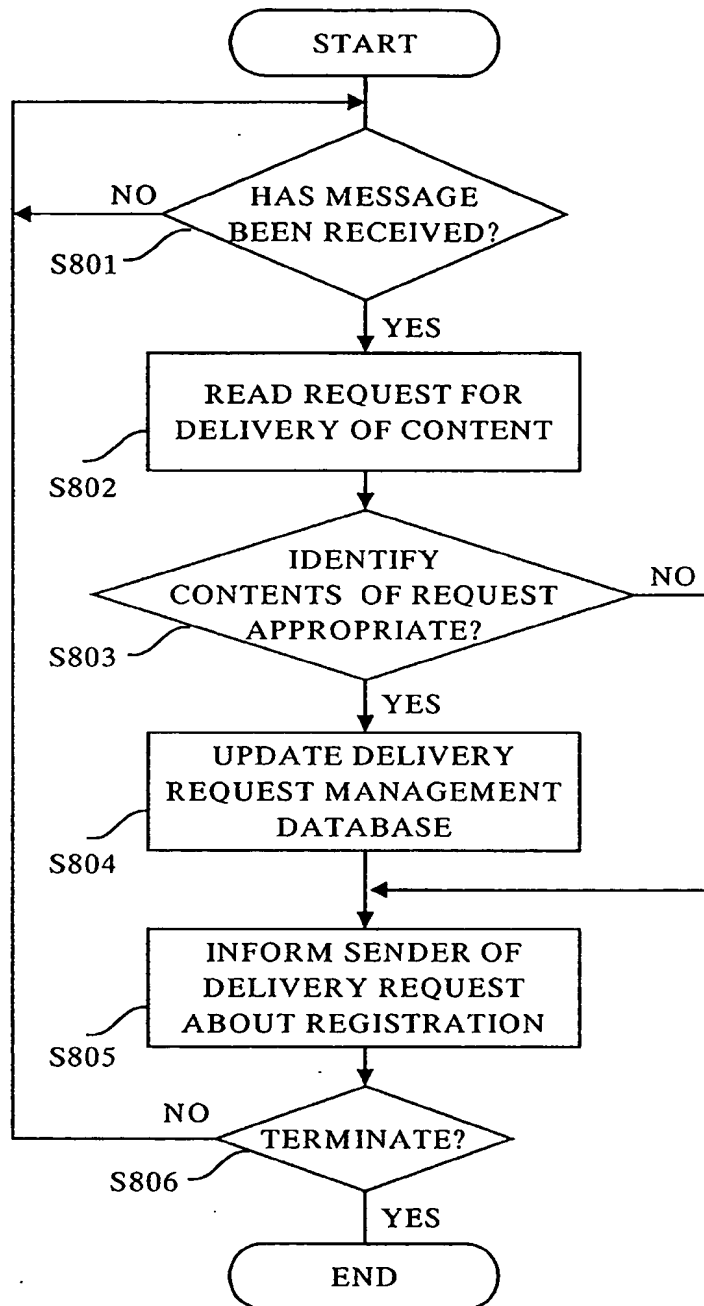 START
NO
HAS MESSAGE
BEEN RECEIVED?
S801
YES
READ REQUEST FOR
DELIVERY OF CONTENT
S802
IDENTIFY
CONTENTS OF REQUEST
APPROPRIATE?
NO
S803
YES
UPDATE DELIVERY
REQUEST MANAGEMENT
DATABASE
S804
INFORM SENDER OF
DELIVERY REQUEST
ABOUT REGISTRATION
S805
NO
TERMINATE?
S806
YES
END